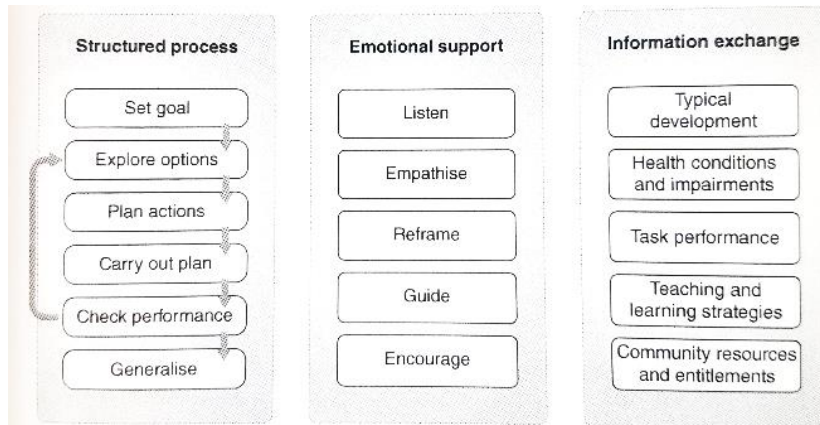 Structured process
Set goal
Explore options
Plan actions
Carry out plan
Check performance
Generalise
Emotional support
Listen
Empathise
Reframe
Guide
Encourage
Information exchange
Typical
development
Health conditions
and impairments
Task performance
Teaching and
learning strategies
Community resources
and entitlements